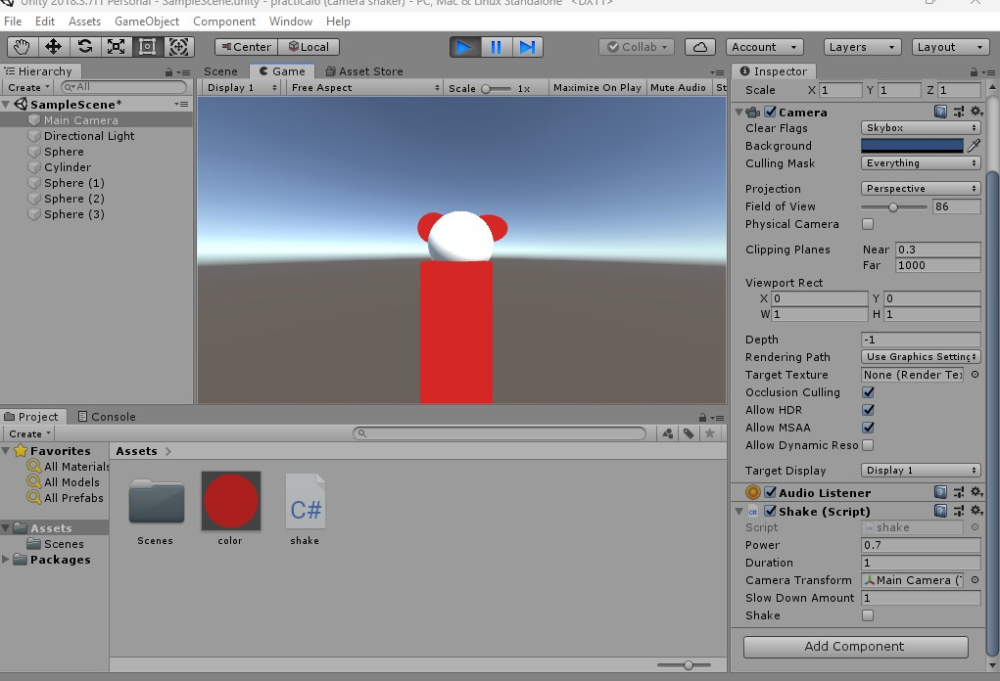 Unity 2018.3.7f1 Personal - SampleScene.unity - practical6 (camera shaker) - PC, Mac & Linux Standalone* <DX11>
File Edit Assets GameObject Component Window Help
Center Local Collab Account Layers Layout
Hierarchy
Create All
SampleScene*
Main Camera
Directional Light
Sphere
Cylinder
Sphere (1)
Sphere (2)
Sphere (3)
Scene Game Asset Store
Display 1 Free Aspect Scale 1x Maximize On Play Mute Audio St
Inspector
Scale X 1 Y 1 Z 1
Camera
Clear Flags Skybox
Background
Culling Mask Everything
Projection Perspective
Field of View 86
Physical Camera
Clipping Planes Near 0.3
Far 1000
Viewport Rect
X 0 Y 0
W 1 H 1
Depth -1
Rendering Path Use Graphics Setting
Target Texture None (Render Te
Occlusion Culling
Allow HDR
Allow MSAA
Allow Dynamic Reso
Target Display Display 1
Audio Listener
Shake (Script)
Script shake
Power 0.7
Duration 1
Camera Transform Main Camera (
Slow Down Amount 1
Shake
Add Component
Project Console
Create
Favorites
All Materials
All Models
All Prefabs
Assets
Scenes
Packages
Assets
C#
Scenes color shake